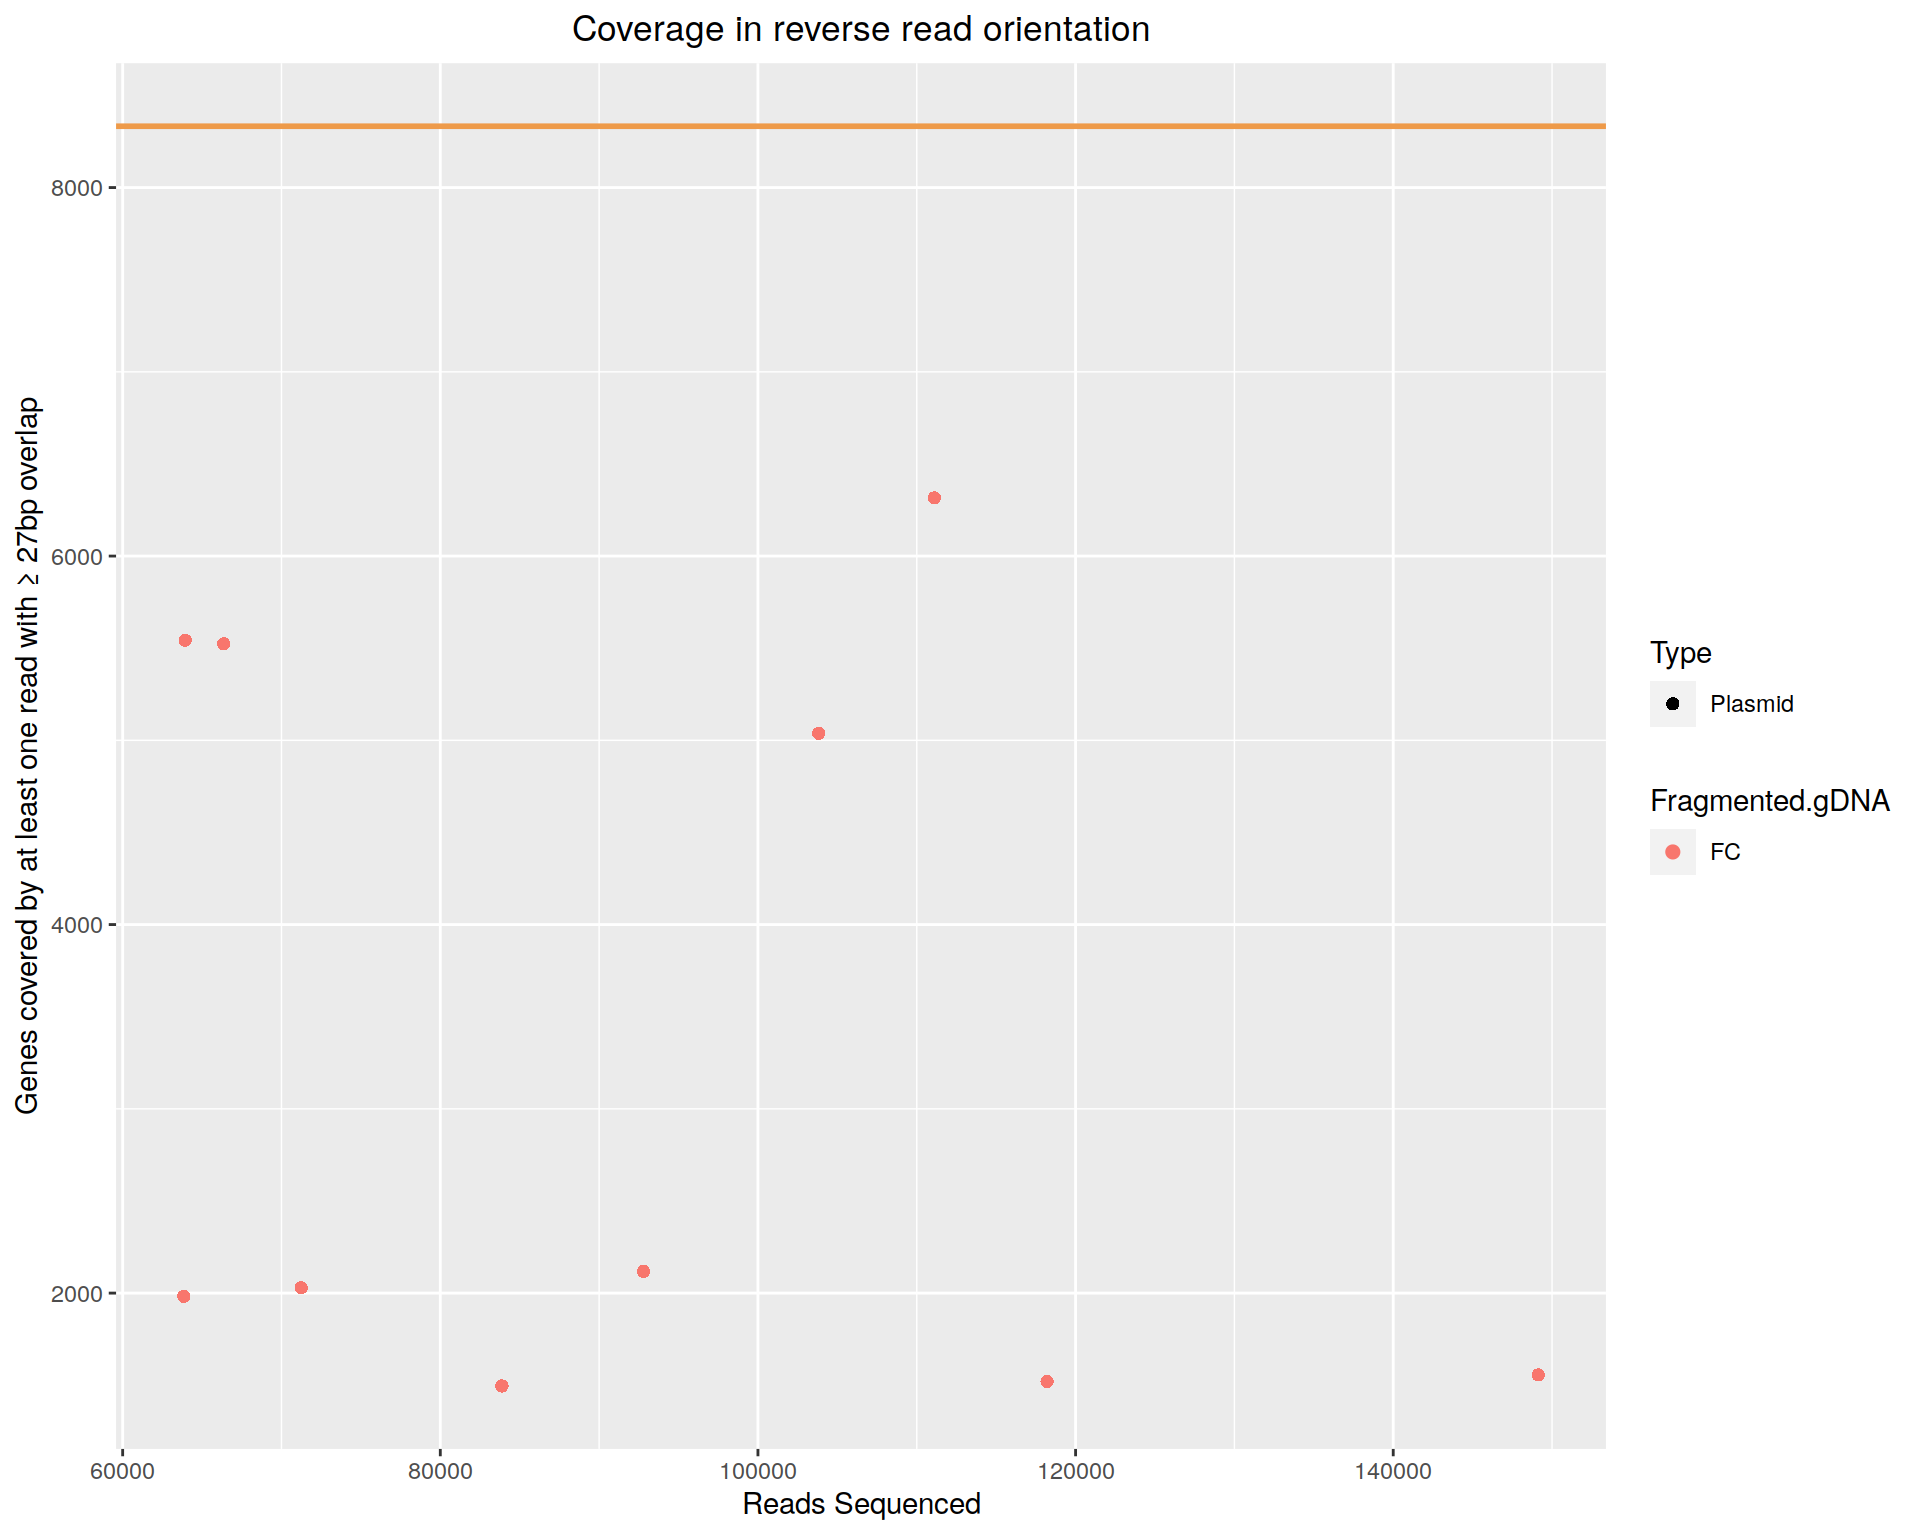 Coverage in reverse read orientation
Genes covered by at least one read with ≥ 27bp overlap
8000
6000
4000
2000
60000
80000
100000
120000
140000
Reads Sequenced
Type
Plasmid
Fragmented.gDNA
FC